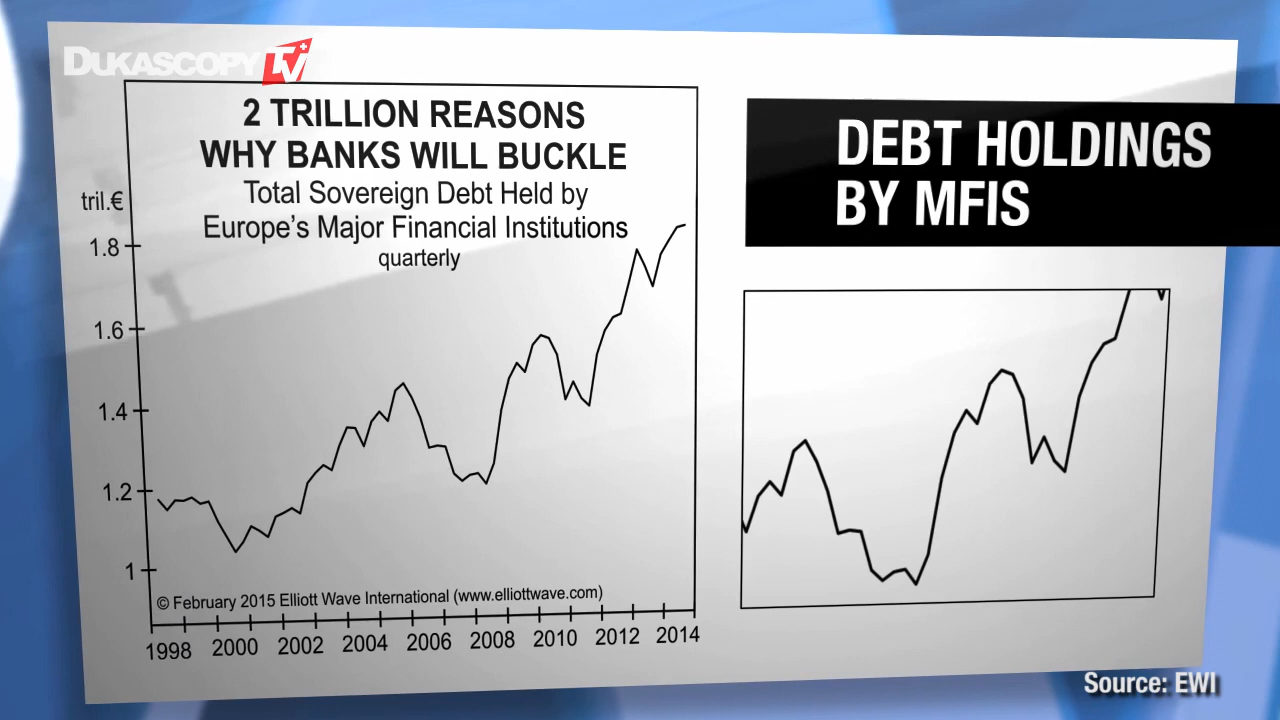 DUKASCOPY TV
2 TRILLION REASONS
WHY BANKS WILL BUCKLE
Total Sovereign Debt Held by
Europe's Major Financial Institutions
quarterly
tril.€
1.8
1.6
1.4
1.2
1
© February 2015 Elliott Wave International (www.elliottwave.com)
1998 2000 2002 2004 2006 2008 2010 2012 2014
DEBT HOLDINGS
BY MFIS
Source: EWI